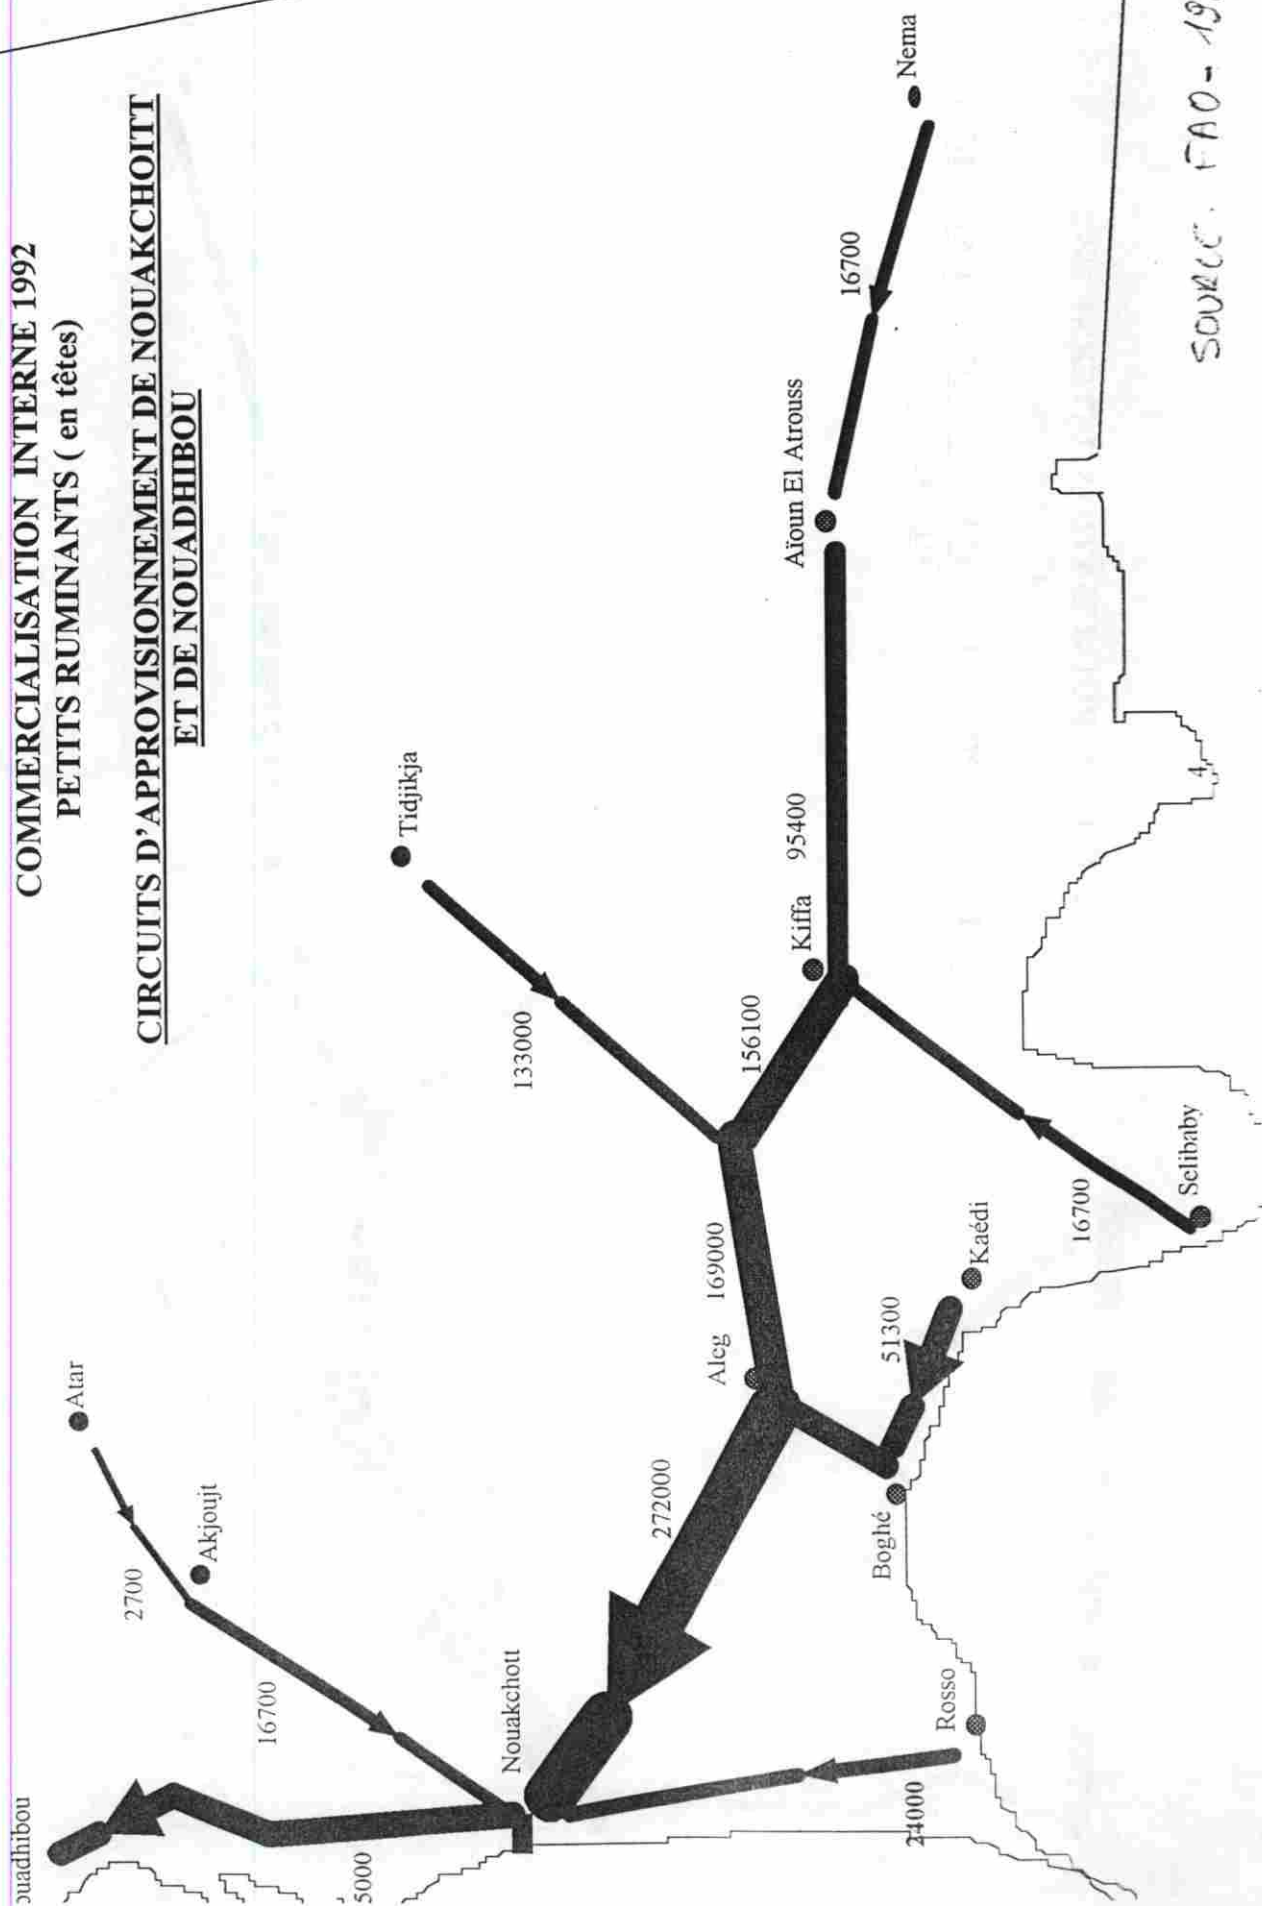 COMMERCIALISATION INTERNE 1992
PETITS RUMINANTS ( en têtes)
CIRCUITS D'APPROVISIONNEMENT DE NOUAKCHOITT
ET DE NOUADHIBOU
ouadhibou
5000
Atar
2700
Akjoujt
16700
Nouakchott
24000
Rosso
272000
Aleg
Boghé
51300
Kaédi
169000
133000
Tidjikja
156100
Kiffa
95400
16700
Selibaby
Aïoun El Atrouss
16700
Nema
4
SOURCE. FAO - 19